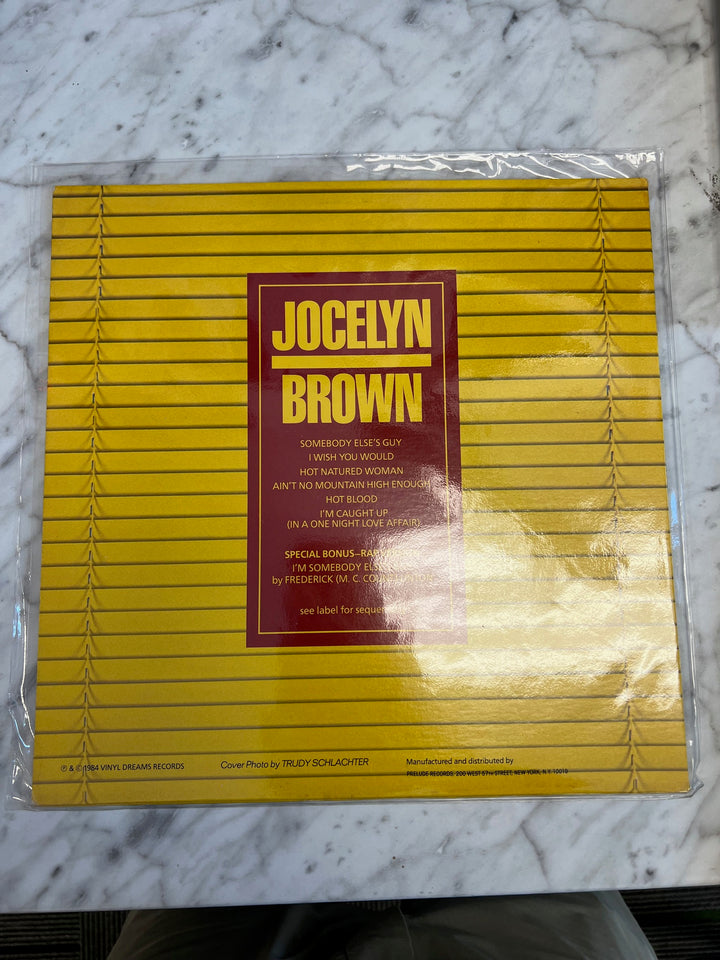 JOCELYN
BROWN
SOMEBODY ELSE'S GUY
I WISH YOU WOULD
HOT NATURED WOMAN
AIN'T NO MOUNTAIN HIGH ENOUGH
HOT BLOOD
I'M CAUGHT UP
(IN A ONE NIGHT LOVE AFFAIR)
SPECIAL BONUS—RAP
I'M SOMEBODY
by FREDERICK (M. C. COUNT
see label for
℗ & © 1984 VINYL DREAMS RECORDS
Cover Photo by TRUDY SCHLACHTER
Manufactured and distributed by
PRELUDE RECORDS, 200 WEST 57TH STREET, NEW YORK, N.Y. 10019